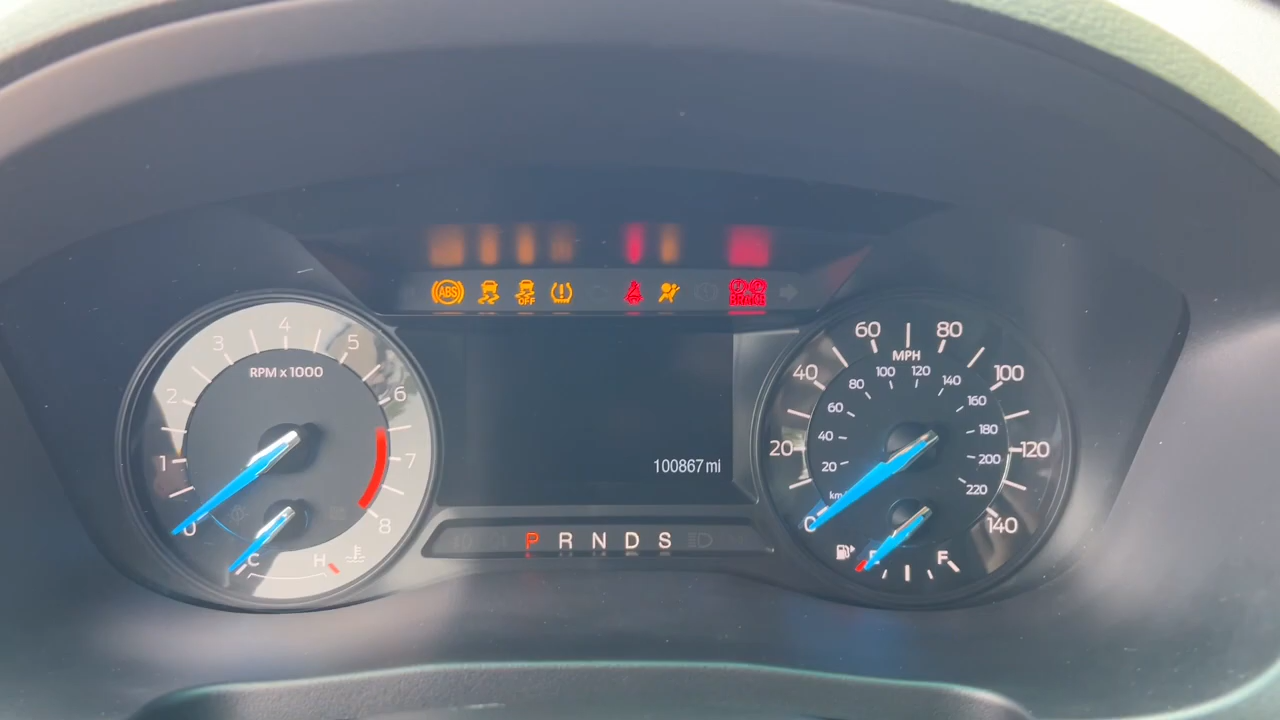 ABS
OFF
BRAKE
0 1 2 3 4 5 6 7 8
RPM x 1000
C H
100867 mi
P R N D S
0 20 40 60 80 100 120 140
MPH
20 40 60 80 100 120 140 160 180 200 220
km
F